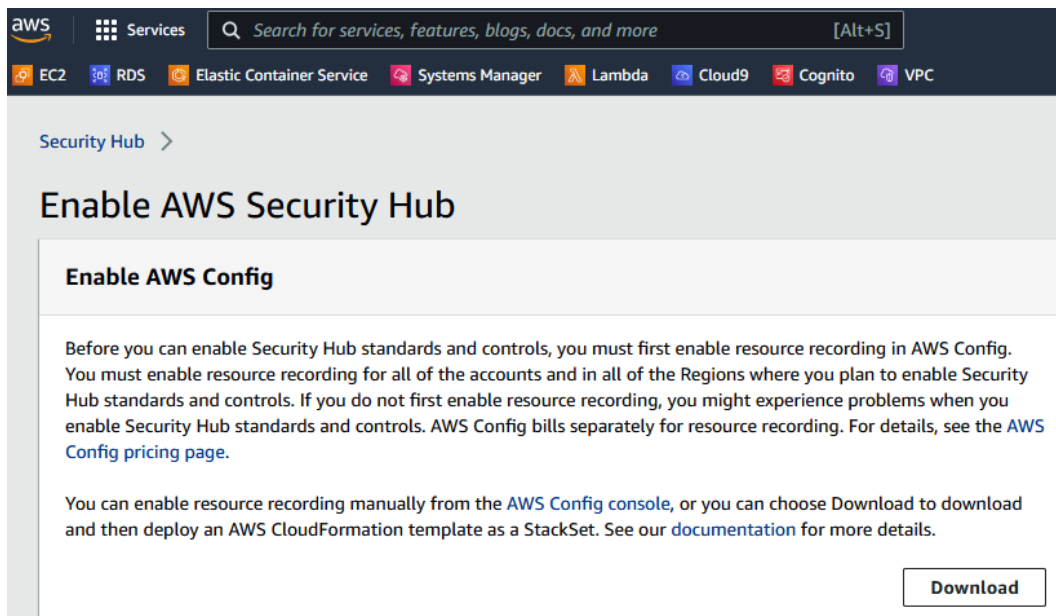 aws Services Search for services, features, blogs, docs, and more [Alt+S]
EC2 RDS Elastic Container Service Systems Manager Lambda Cloud9 Cognito VPC
Security Hub
Enable AWS Security Hub
Enable AWS Config
Before you can enable Security Hub standards and controls, you must first enable resource recording in AWS Config.
You must enable resource recording for all of the accounts and in all of the Regions where you plan to enable Security
Hub standards and controls. If you do not first enable resource recording, you might experience problems when you
enable Security Hub standards and controls. AWS Config bills separately for resource recording. For details, see the AWS
Config pricing page.
You can enable resource recording manually from the AWS Config console, or you can choose Download to download
and then deploy an AWS CloudFormation template as a StackSet. See our documentation for more details.
Download